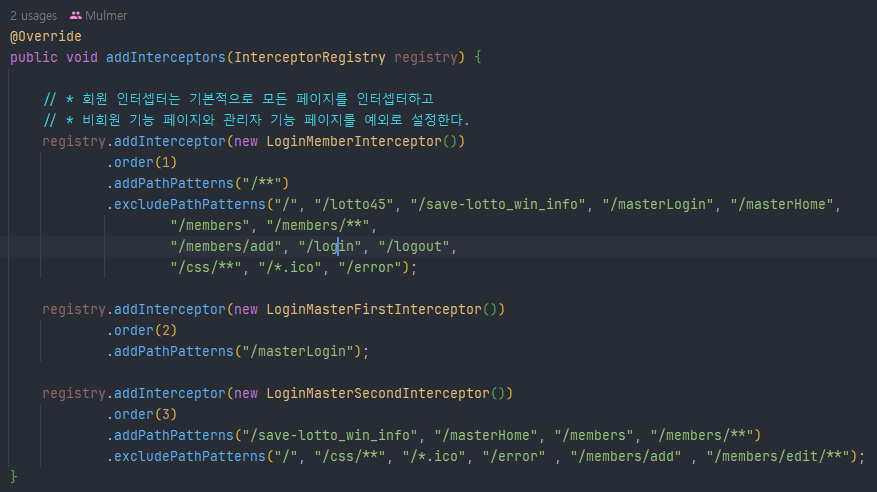 2 usages Mulmer
@Override
public void addInterceptors(InterceptorRegistry registry) {
// * 회원 인터셉터는 기본적으로 모든 페이지를 인터셉터하고
// * 비회원 기능 페이지와 관리자 기능 페이지를 예외로 설정한다.
registry.addInterceptor(new LoginMemberInterceptor())
.order(1)
.addPathPatterns("/**")
.excludePathPatterns("/", "/lotto45", "/save-lotto_win_info", "/masterLogin", "/masterHome",
"/members", "/members/**",
"/members/add", "/login", "/logout",
"/css/**", "/*.ico", "/error");
registry.addInterceptor(new LoginMasterFirstInterceptor())
.order(2)
.addPathPatterns("/masterLogin");
registry.addInterceptor(new LoginMasterSecondInterceptor())
.order(3)
.addPathPatterns("/save-lotto_win_info", "/masterHome" , "/members", "/members/**")
.excludePathPatterns("/", "/css/**", "/*.ico", "/error" , "/members/add" , "/members/edit/**");
}